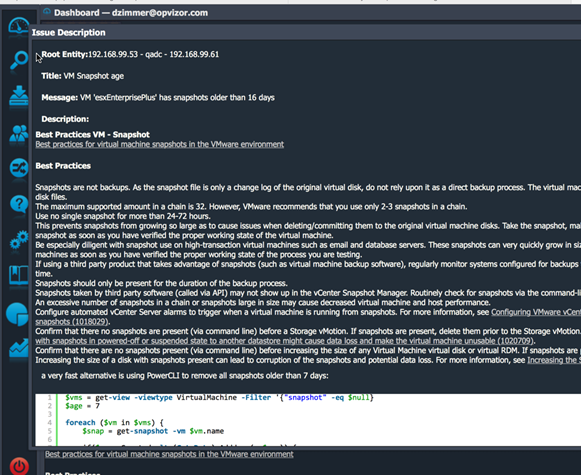 Dashboard — dzimmer@opvizor.com
Issue Description
Root Entity:192.168.99.53 - qadc - 192.168.99.61
Title: VM Snapshot age
Message: VM 'esxEnterprisePlus' has snapshots older than 16 days
Description:
Best Practices VM - Snapshot
Best practices for virtual machine snapshots in the VMware environment
Best Practices
Snapshots are not backups. As the snapshot file is only a change log of the original virtual disk, do not rely upon it as a direct backup process. The virtual mac
disk files.
The maximum supported amount in a chain is 32. However, VMware recommends that you use only 2-3 snapshots in a chain.
Use no single snapshot for more than 24-72 hours.
This prevents snapshots from growing so large as to cause issues when deleting/committing them to the original virtual machine disks. Take the snapshot, mak
snapshot as soon as you have verified the proper working state of the virtual machine.
Be especially diligent with snapshot use on high-transaction virtual machines such as email and database servers. These snapshots can very quickly grow in siz
machines as soon as you have verified the proper working state of the process you are testing.
If using a third party product that takes advantage of snapshots (such as virtual machine backup software), regularly monitor systems configured for backups
time.
Snapshots should only be present for the duration of the backup process.
Snapshots taken by third party software (called via API) may not show up in the vCenter Snapshot Manager. Routinely check for snapshots via the command-li
An excessive number of snapshots in a chain or snapshots large in size may cause decreased virtual machine and host performance.
Configure automated vCenter Server alarms to trigger when a virtual machine is running from snapshots. For more information, see Configuring VMware vCent
snapshots (1018029).
Confirm that there no snapshots are present (via command line) before a Storage vMotion. If snapshots are present, delete them prior to the Storage vMotion.
with snapshots in powered-off or suspended state to another datastore might cause data loss and make the virtual machine unusable (1020709).
Confirm that there are no snapshots present (via command line) before increasing the size of any Virtual Machine virtual disk or virtual RDM. If snapshots are p
Increasing the size of a disk with snapshots present can lead to corruption of the snapshots and potential data loss. For more information, see Increasing the S
a very fast alternative is using PowerCLI to remove all snapshots older than 7 days:
1 $vms = get-view -viewtype VirtualMachine -Filter '{"snapshot" -eq $null}
2 $age = 7
3
4 foreach ($vm in $vms) {
5 $snap = get-snapshot -vm $vm.name
6
Best practices for virtual machine snapshots in the VMware environment